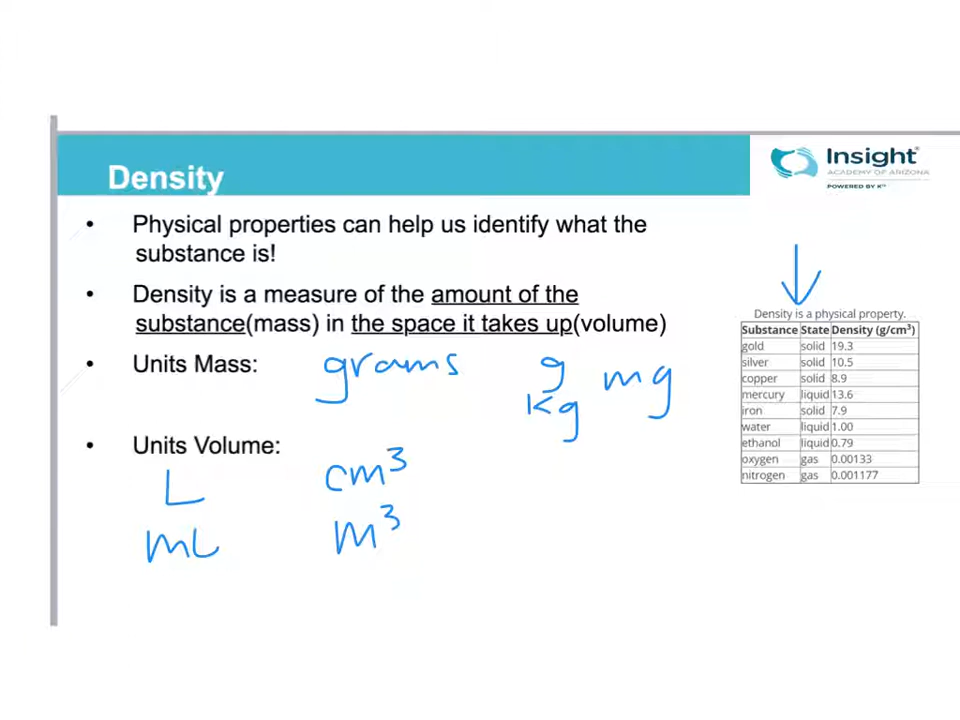 Density
Insight
ACADEMY OF ARIZONA
POWERED BY K¹²
• Physical properties can help us identify what the
substance is!
• Density is a measure of the amount of the
substance(mass) in the space it takes up(volume)
• Units Mass: grams g mg
kg
• Units Volume:
L cm³
mL m³
Density is a physical property.
Substance State Density (g/cm³)
gold solid 19.3
silver solid 10.5
copper solid 8.9
mercury liquid 13.6
iron solid 7.9
water liquid 1.00
ethanol liquid 0.79
oxygen gas 0.00133
nitrogen gas 0.001177